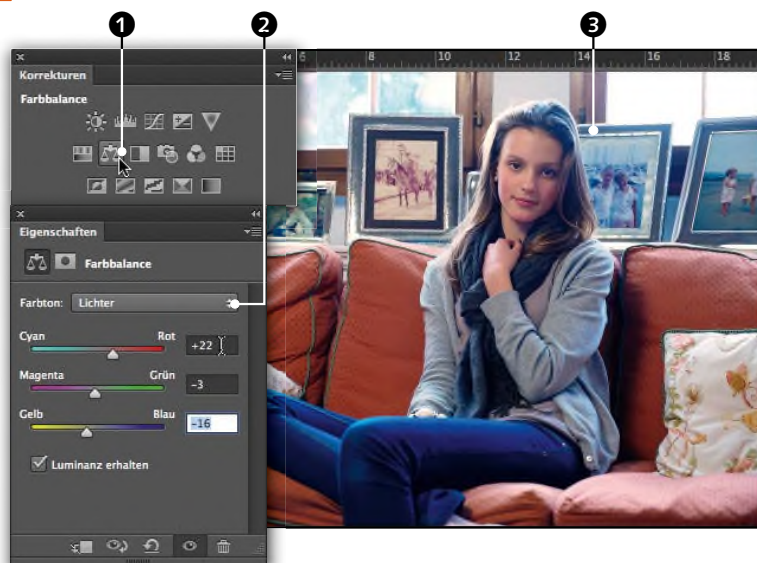 1 2 3
6 8 10 12 14 16 18
Korrekturen
Farbbalance
Eigenschaften
Farbbalance
Farbton: Lichter
Cyan Rot +22
Magenta Grün -3
Gelb Blau -16
Luminanz erhalten